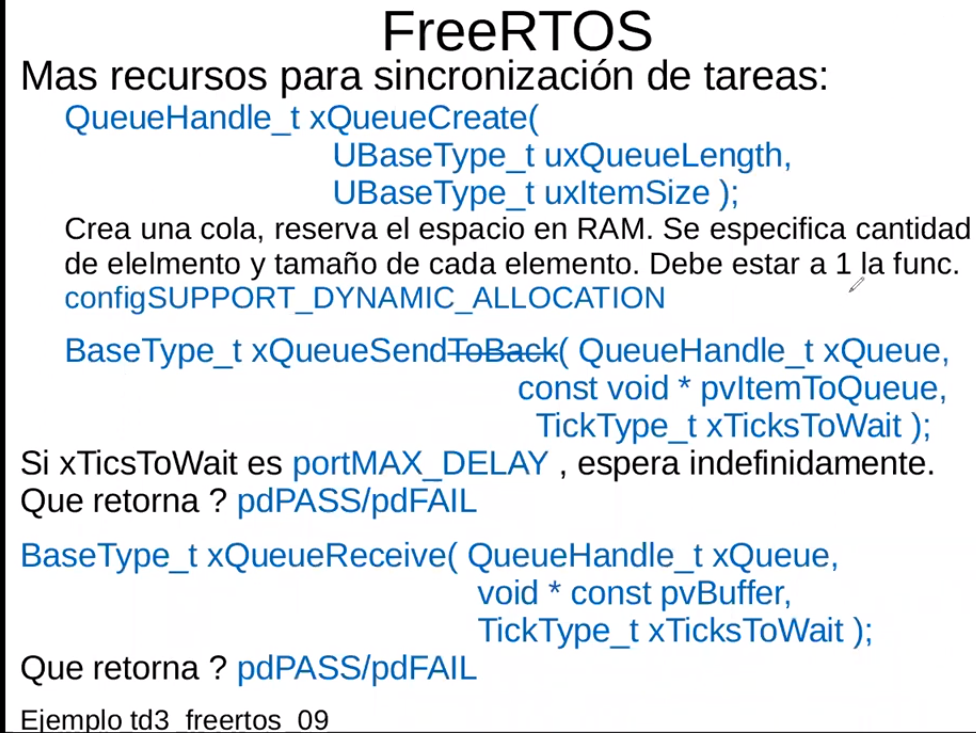 FreeRTOS
Mas recursos para sincronización de tareas:
QueueHandle_t xQueueCreate(
UBaseType_t uxQueueLength,
UBaseType_t uxItemSize );
Crea una cola, reserva el espacio en RAM. Se especifica cantidad
de elelmento y tamaño de cada elemento. Debe estar a 1 la func.
configSUPPORT_DYNAMIC_ALLOCATION
BaseType_t xQueueSendToBack( QueueHandle_t xQueue,
const void * pvItemToQueue,
TickType_t xTicksToWait );
Si xTicsToWait es portMAX_DELAY , espera indefinidamente.
Que retorna ? pdPASS/pdFAIL
BaseType_t xQueueReceive( QueueHandle_t xQueue,
void * const pvBuffer,
TickType_t xTicksToWait );
Que retorna ? pdPASS/pdFAIL
Ejemplo td3_freertos_09